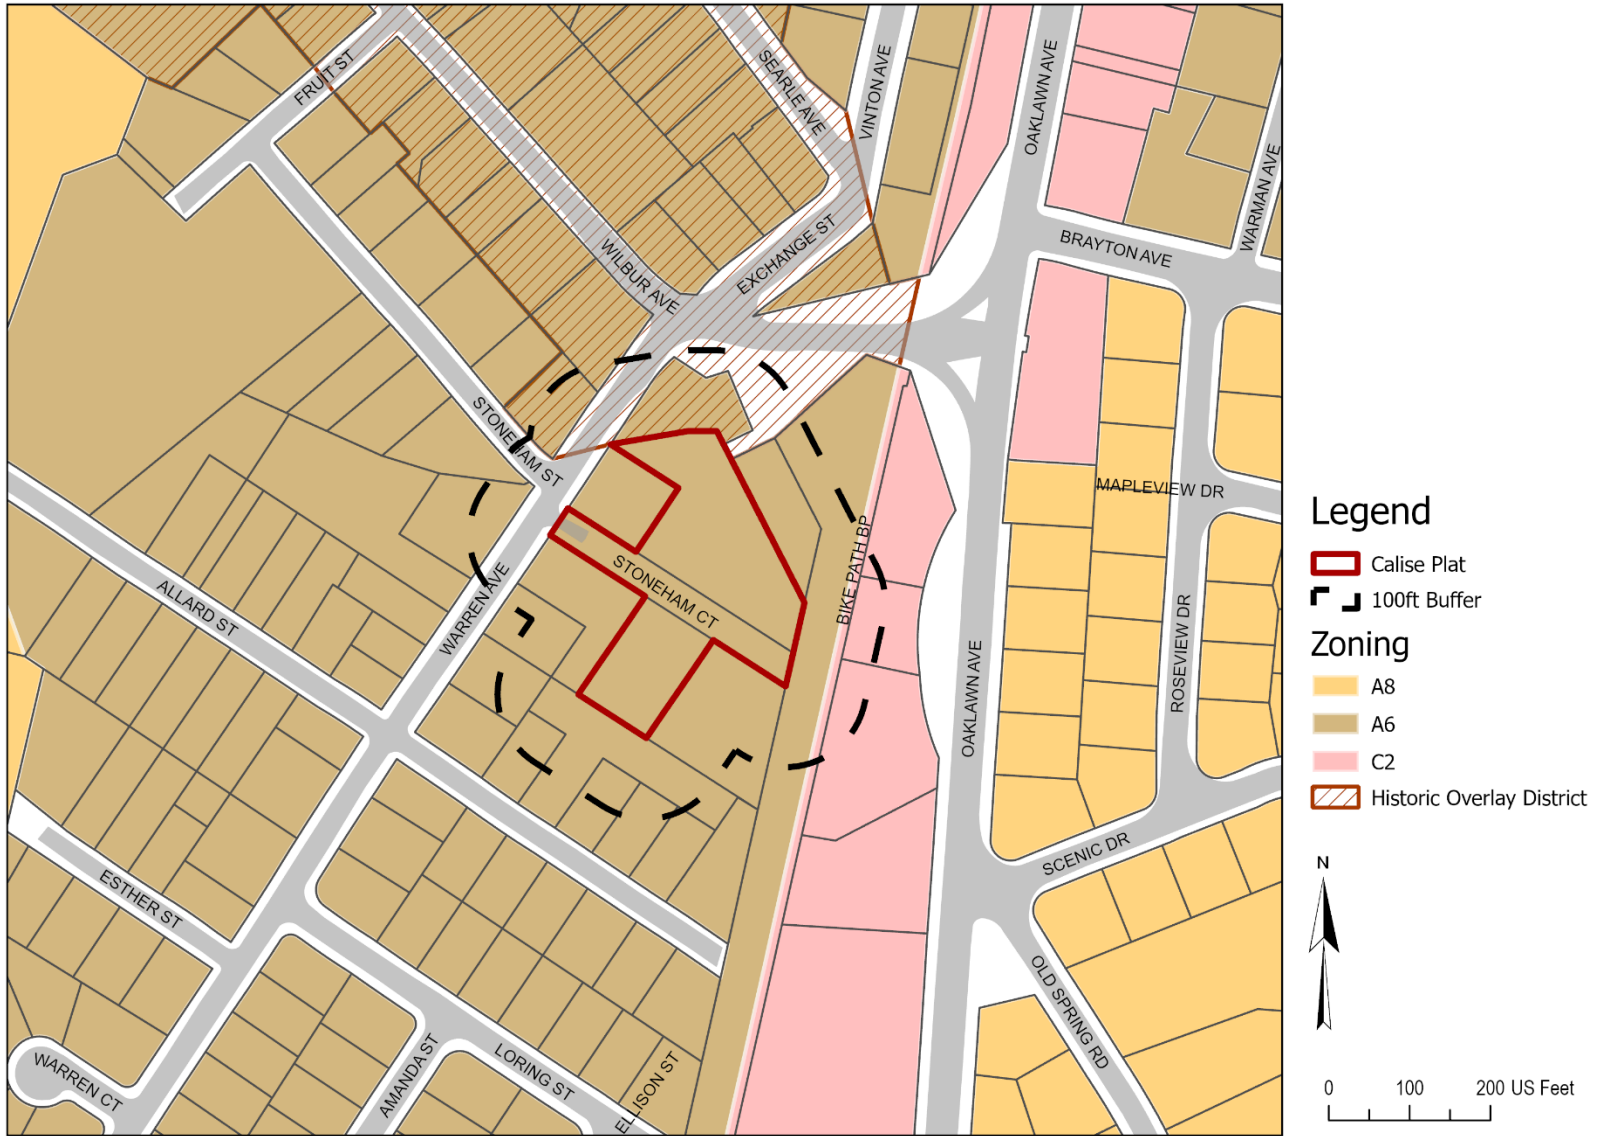 FRUIT ST
SEARLE AVE
VINTON AVE
OAKLAWN AVE
WARMAN AVE
WILBUR AVE
EXCHANGE ST
BRAYTON AVE
STONEHAM ST
MAPLEVIEW DR
ALLARD ST
WARREN AVE
STONEHAM CT
BIKE PATH BP
OAKLAWN AVE
ROSEVIEW DR
ESTHER ST
SCENIC DR
OLD SPRING RD
WARREN CT
AMANDA ST
LORING ST
ELLISON ST
Legend
Calise Plat
100ft Buffer
Zoning
A8
A6
C2
Historic Overlay District
N
0 100 200 US Feet